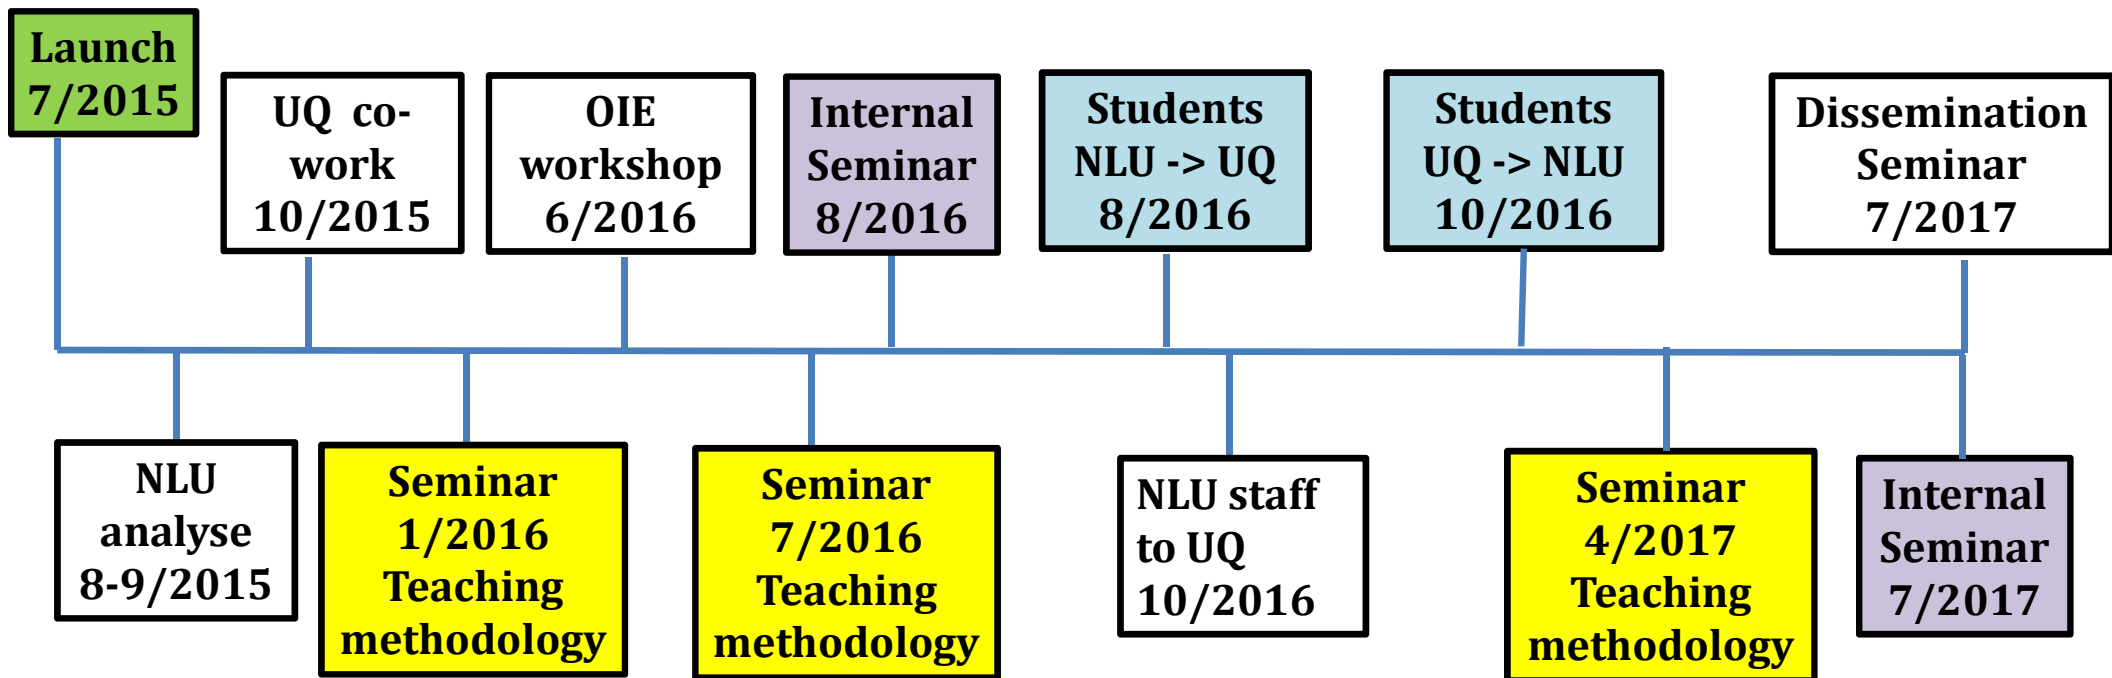 Launch
7/2015
UQ  co-
work
10/2015
OIE
workshop
6/2016
Internal
Seminar
8/2016
Students
NLU -> UQ
8/2016
Students
UQ -> NLU
10/2016
Dissemination
Seminar
7/2017
NLU
analyse
8-9/2015
Seminar
1/2016
Teaching
methodology
Seminar
7/2016
Teaching
methodology
NLU staff
to UQ
10/2016
Seminar
4/2017
Teaching
methodology
Internal
Seminar
7/2017